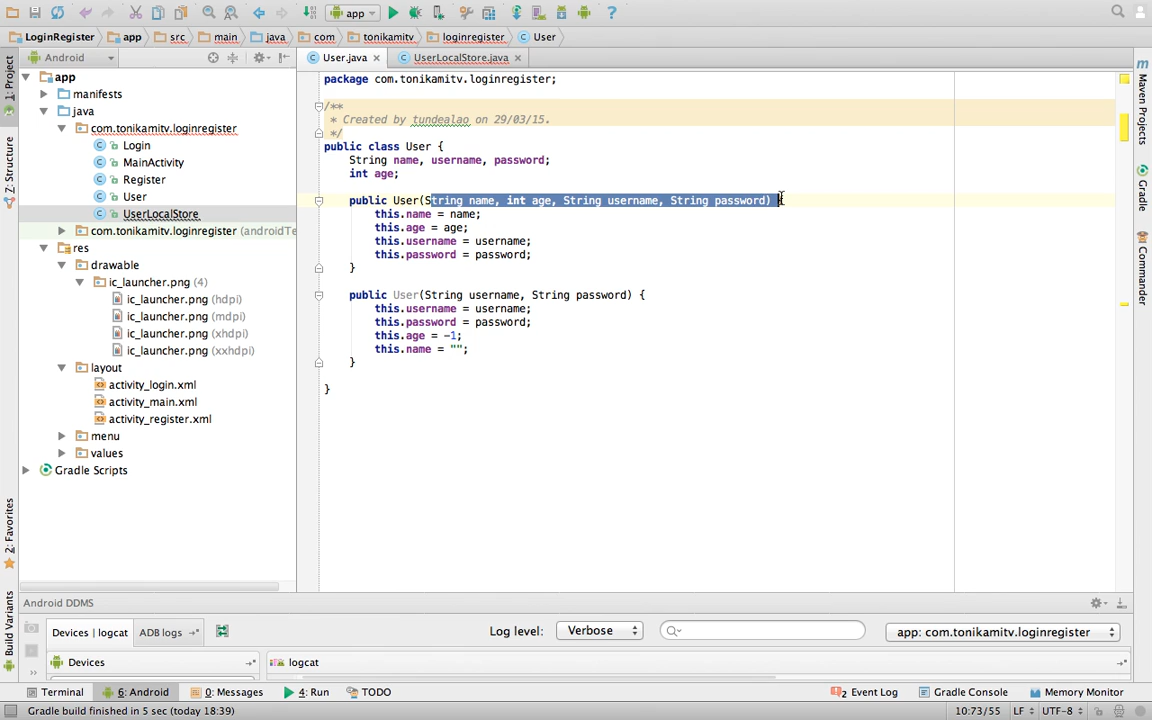 app
LoginRegister app src main java com tonikamitv loginregister User
Android
User.java
UserLocalStore.java
1: Project
Z: Structure
2: Favorites
Build Variants
app
manifests
java
com.tonikamitv.loginregister
Login
MainActivity
Register
User
UserLocalStore
com.tonikamitv.loginregister (androidTe
res
drawable
ic_launcher.png (4)
ic_launcher.png (hdpi)
ic_launcher.png (mdpi)
ic_launcher.png (xhdpi)
ic_launcher.png (xxhdpi)
layout
activity_login.xml
activity_main.xml
activity_register.xml
menu
values
Gradle Scripts
package com.tonikamitv.loginregister;
/**
* Created by tundealao on 29/03/15.
*/
public class User {
String name, username, password;
int age;
public User(String name, int age, String username, String password) {
this.name = name;
this.age = age;
this.username = username;
this.password = password;
}
public User(String username, String password) {
this.username = username;
this.password = password;
this.age = -1;
this.name = "";
}
}
m
Maven Projects
Gradle
Commander
Android DDMS
Devices | logcat
ADB logs
Log level:
Verbose
app: com.tonikamitv.loginregister
Devices
logcat
Terminal
6: Android
0: Messages
4: Run
TODO
2 Event Log
Gradle Console
Memory Monitor
Gradle build finished in 5 sec (today 18:39)
10:73/55
LF
UTF-8